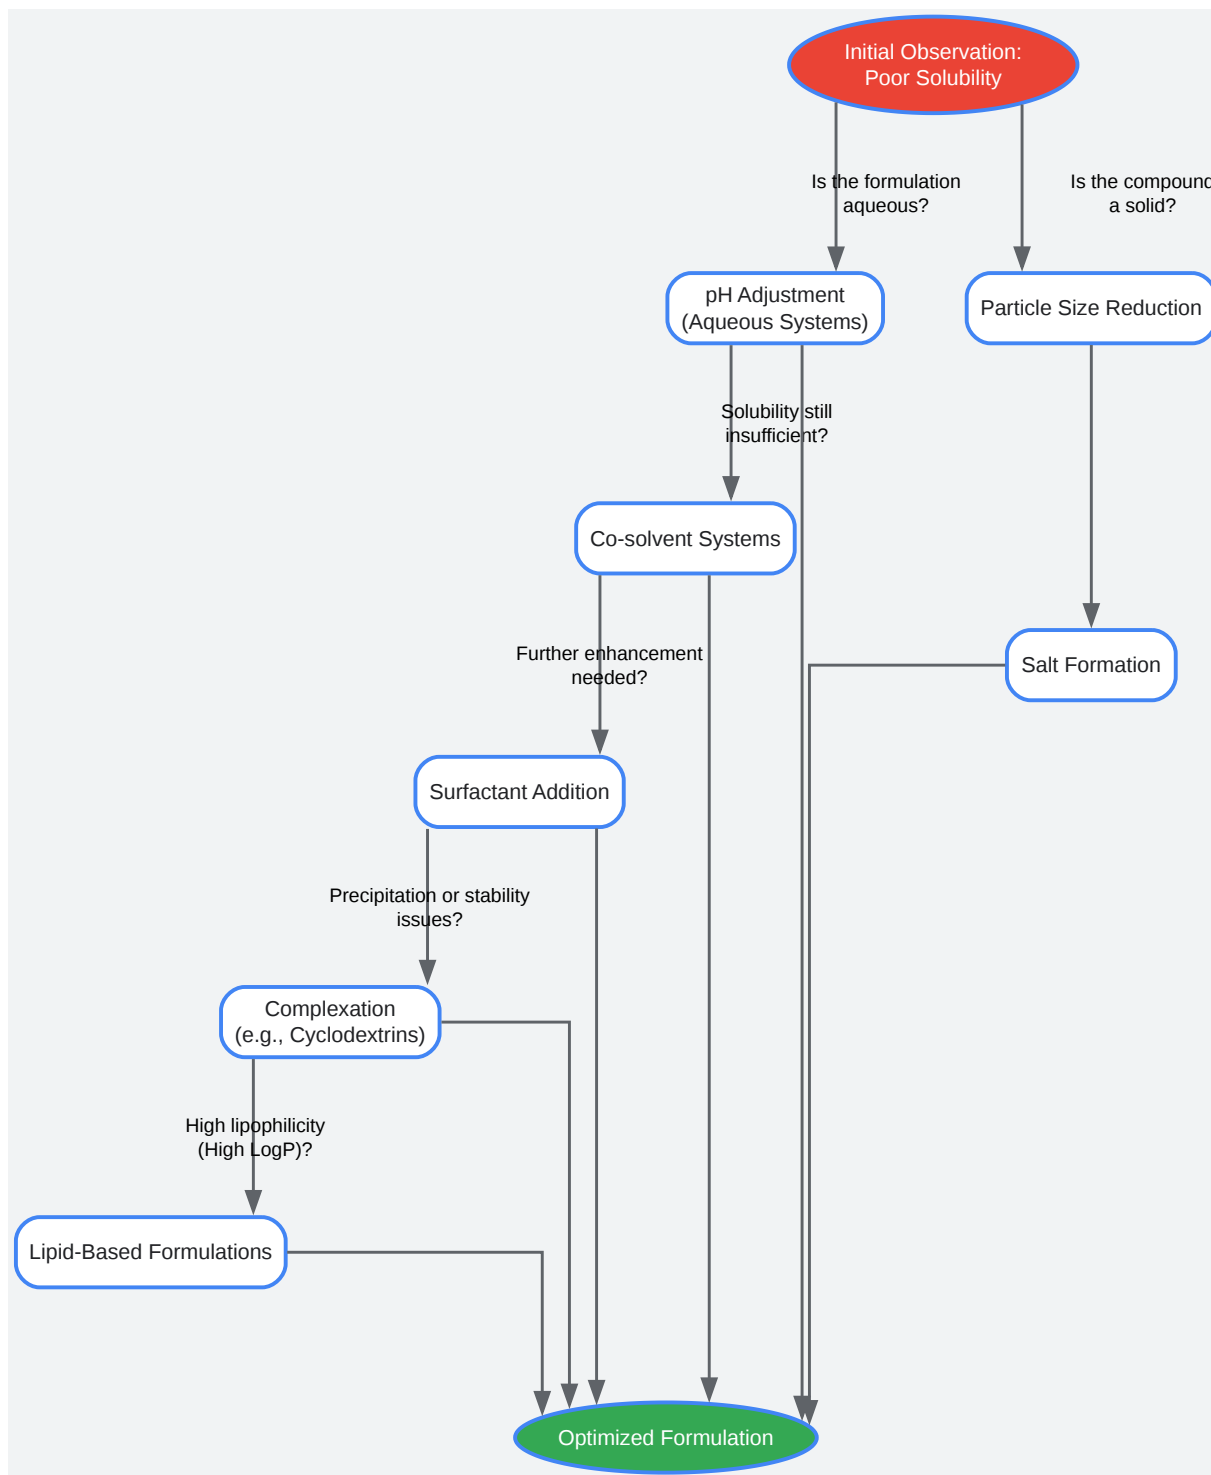 Initial Observation:
Poor Solubility
Is the formulation
aqueous?
Is the compound
a solid?
pH Adjustment
(Aqueous Systems)
Particle Size Reduction
Solubility still
insufficient?
Co-solvent Systems
Further enhancement
needed?
Salt Formation
Surfactant Addition
Precipitation or stability
issues?
Complexation
(e.g., Cyclodextrins)
High lipophilicity
(High LogP)?
Lipid-Based Formulations
Optimized Formulation